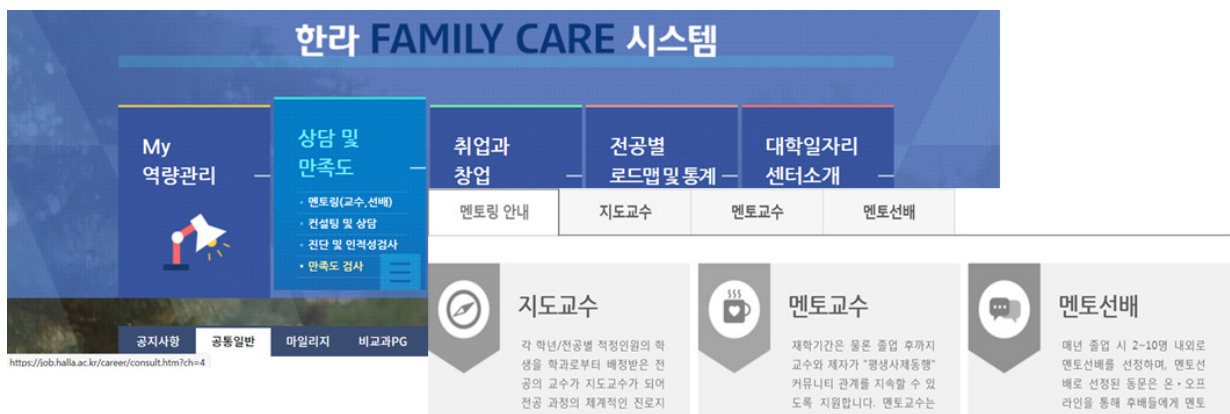 한라 FAMILY CARE 시스템
My
역량관리
상담 및
만족도
멘토링(교수,선배)
컨설팅 및 상담
진단 및 인적성검사
만족도 검사
취업과
창업
전공별
로드맵 및 통계
대학일자리
센터소개
공지사항
공통일반
마일리지
비교과PG
https://job.halla.ac.kr/career/consult.htm?ch=4
멘토링 안내
지도교수
멘토교수
멘토선배
지도교수
각 학년/전공별 적정인원의 학
생을 학과로부터 배정받은 전
공의 교수가 지도교수가 되어
전공 과정의 체계적인 진로지
멘토교수
재학기간은 물론 졸업 후까지
교수와 제자가 "평생사제동행"
커뮤니티 관계를 지속할 수 있
도록 지원합니다. 멘토교수는
멘토선배
매년 졸업 시 2~10명 내외로
멘토선배를 선정하며, 멘토선
배로 선정된 동문은 온·오프
라인을 통해 후배들에게 멘토